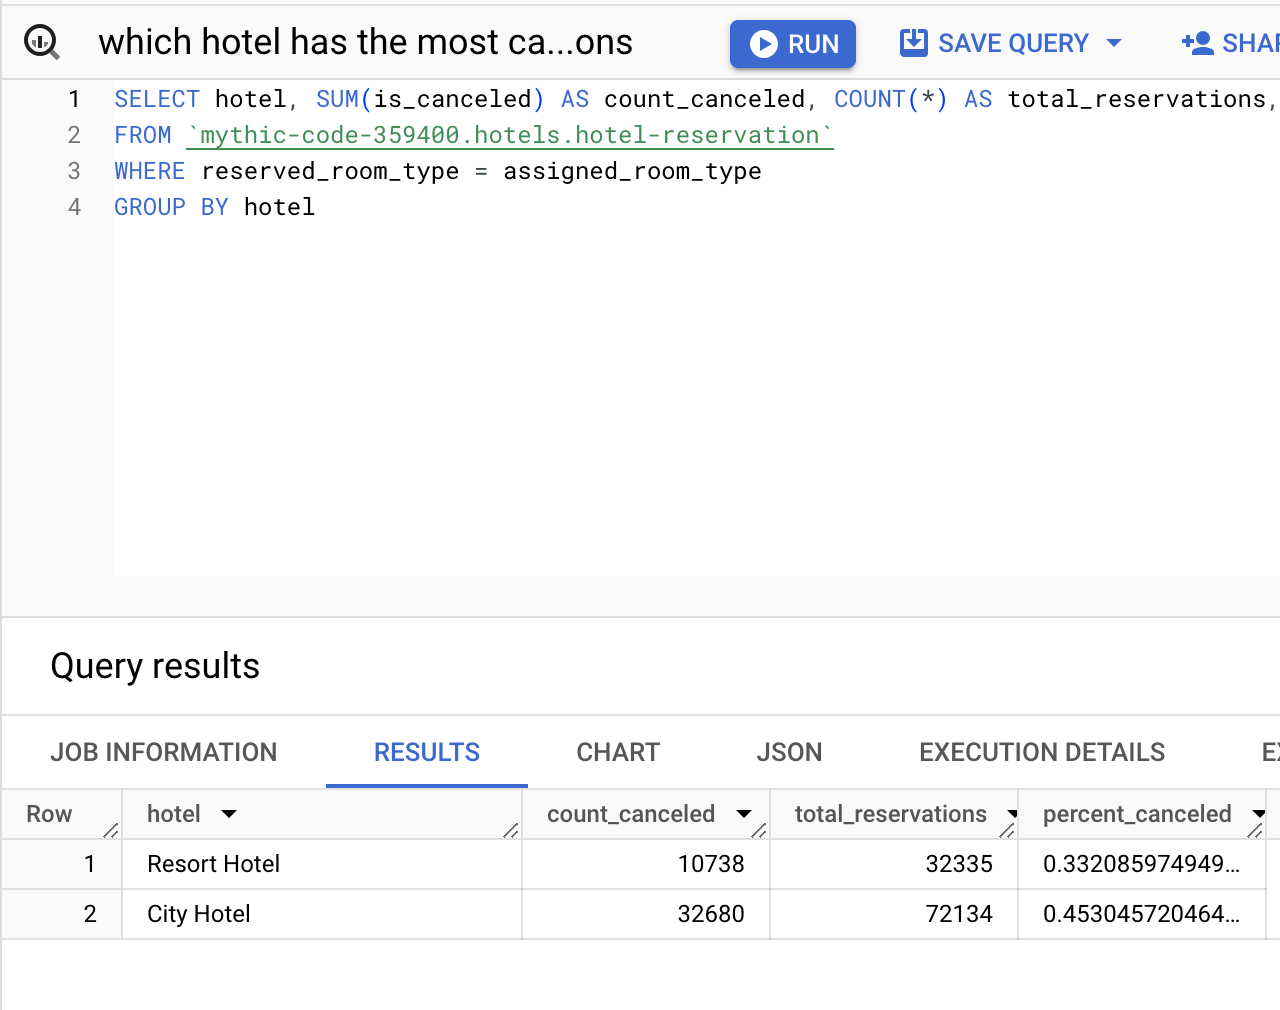 which hotel has the most ca...ons RUN SAVE QUERY SHAR
1 SELECT hotel, SUM(is_canceled) AS count_canceled, COUNT(*) AS total_reservations,
2 FROM `mythic-code-359400.hotels.hotel-reservation`
3 WHERE reserved_room_type = assigned_room_type
4 GROUP BY hotel
Query results
JOB INFORMATION RESULTS CHART JSON EXECUTION DETAILS EX
Row hotel count_canceled total_reservations percent_canceled
1 Resort Hotel 10738 32335 0.332085974949...
2 City Hotel 32680 72134 0.453045720464...